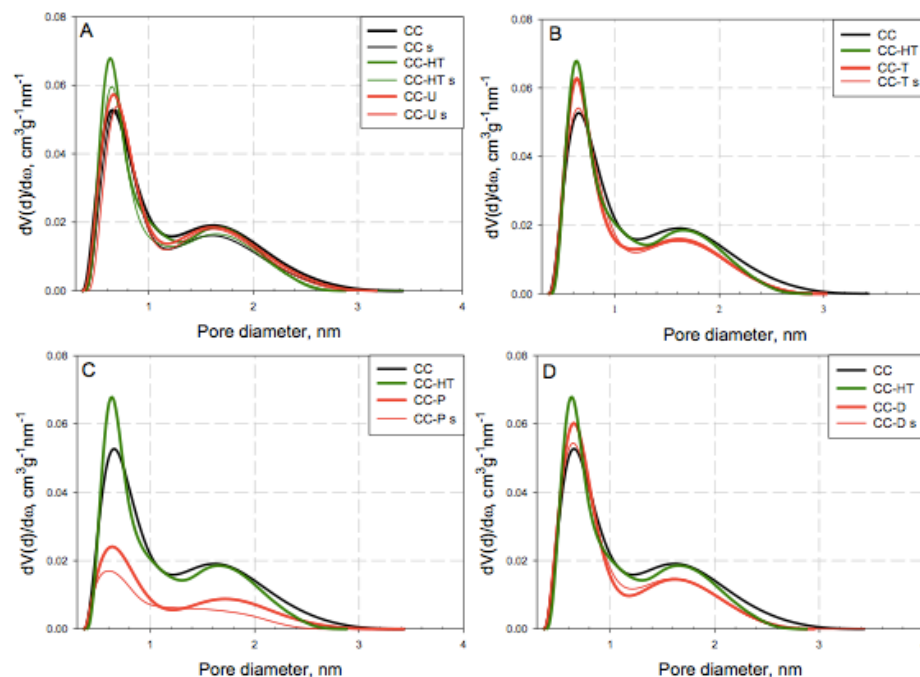 A
CC
CC s
CC-HT
CC-HT s
CC-U
CC-U s
0.08
0.06
0.04
0.02
0.00
1
2
3
4
dV(d)/dω, cm³g⁻¹nm⁻¹
Pore diameter, nm
B
CC
CC-HT
CC-T
CC-T s
0.08
0.06
0.04
0.02
0.00
1
2
3
dV(d)/dω, cm³g⁻¹nm⁻¹
Pore diameter, nm
C
CC
CC-HT
CC-P
CC-P s
0.08
0.06
0.04
0.02
0.00
1
2
3
4
dV(d)/dω, cm³g⁻¹nm⁻¹
Pore diameter, nm
D
CC
CC-HT
CC-D
CC-D s
0.08
0.06
0.04
0.02
0.00
1
2
3
dV(d)/dω, cm³g⁻¹nm⁻¹
Pore diameter, nm